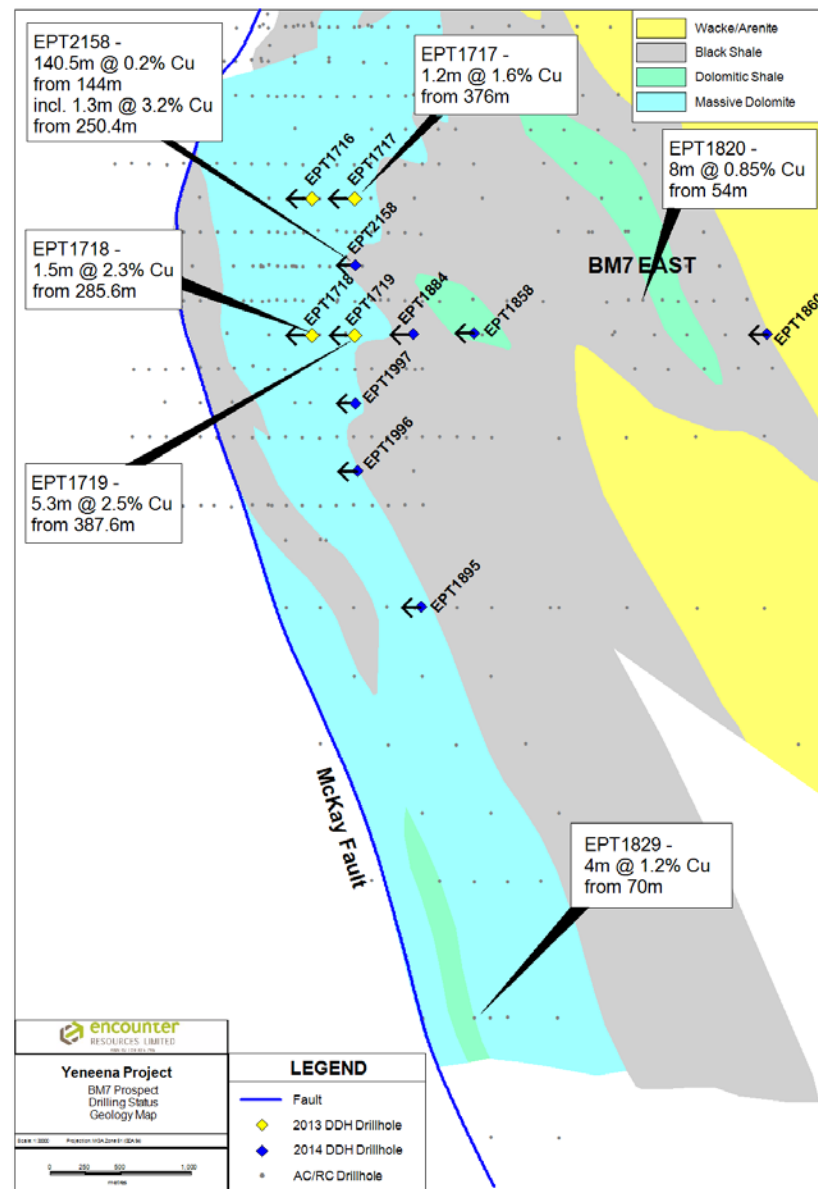 EPT2158 -
140.5m @ 0.2% Cu
from 144m
incl. 1.3m @ 3.2% Cu
from 250.4m
EPT1717 -
1.2m @ 1.6% Cu
from 376m
Wacke/Arenite
Black Shale
Dolomitic Shale
Massive Dolomite
EPT1820 -
8m @ 0.85% Cu
from 54m
EPT1716
EPT1717
EPT2158
EPT1718 -
1.5m @ 2.3% Cu
from 285.6m
BM7 EAST
EPT1718
EPT1719
EPT1884
EPT1858
EPT1860
EPT1997
EPT1996
EPT1719 -
5.3m @ 2.5% Cu
from 387.6m
EPT1895
McKay Fault
EPT1829 -
4m @ 1.2% Cu
from 70m
encounter
RESOURCES LIMITED
Yeneena Project
BM7 Prospect
Drilling Status
Geology Map
0 250 500 1,000
metres
LEGEND
Fault
2013 DDH Drillhole
2014 DDH Drillhole
AC/RC Drillhole